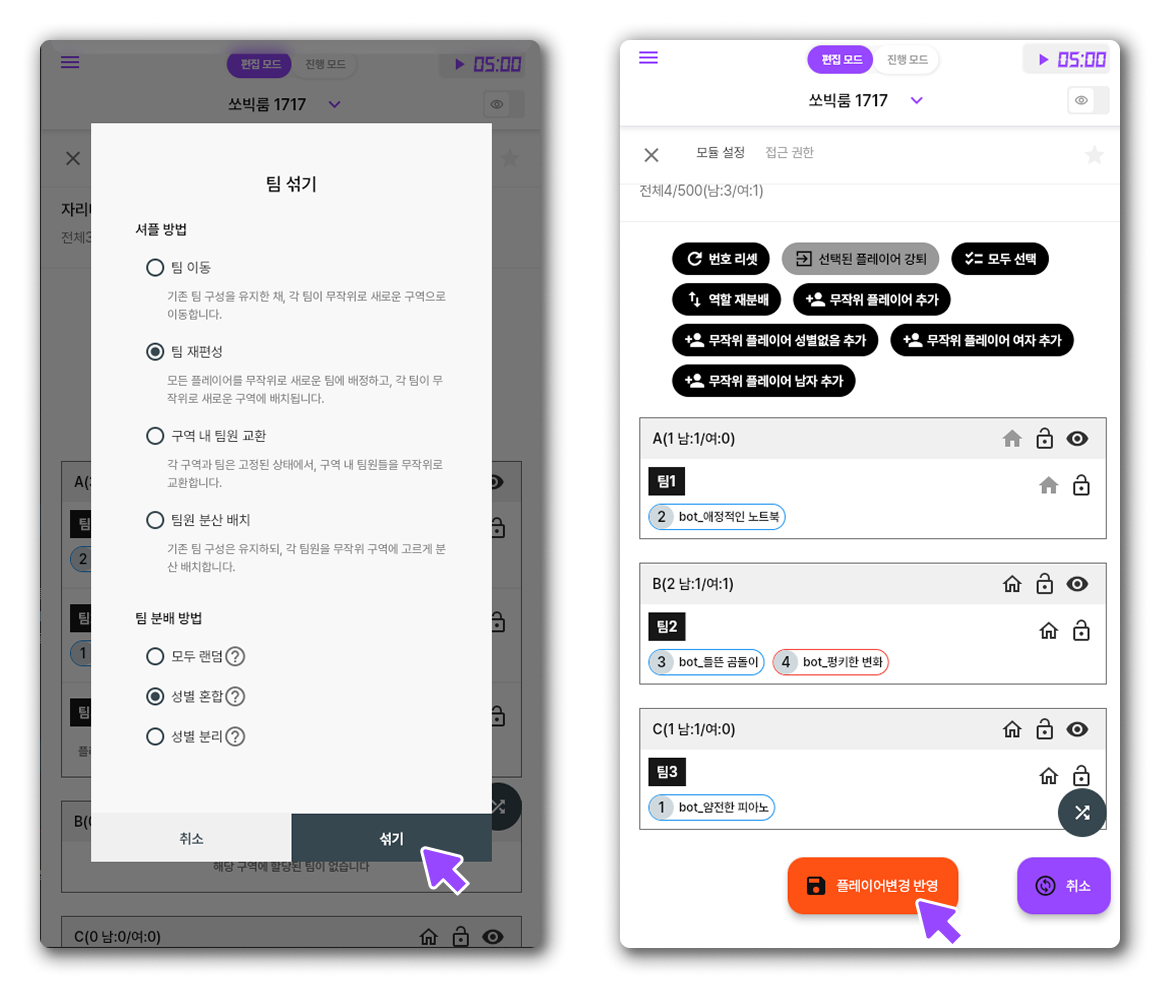 편집 모드
진행 모드
05:00
쏘빅룸 1717
자리
팀 섞기
셔플 방법
팀 이동
기존 팀 구성을 유지한 채, 각 팀이 무작위로 새로운 구역으로
이동합니다.
팀 재편성
모든 플레이어를 무작위로 새로운 팀에 배정하고, 각 팀이 무
작위로 새로운 구역에 배치됩니다.
구역 내 팀원 교환
각 구역과 팀은 고정된 상태에서, 구역 내 팀원들을 무작위로
교환합니다.
팀원 분산 배치
기존 팀 구성은 유지하되, 각 팀원을 무작위 구역에 고르게 분
산 배치합니다.
팀 분배 방법
모두 랜덤 ?
성별 혼합 ?
성별 분리 ?
취소
섞기
전체3
A(3
팀
2
팀
1
팀
플
B(
해당 구역에 할당된 팀이 없습니다
C(0 남:0/여:0)
편집 모드
진행 모드
05:00
쏘빅룸 1717
모듈 설정
접근 권한
전체4/500(남:3/여:1)
번호 리셋
선택된 플레이어 강퇴
모두 선택
역할 재분배
무작위 플레이어 추가
무작위 플레이어 성별없음 추가
무작위 플레이어 여자 추가
무작위 플레이어 남자 추가
A(1 남:1/여:0)
팀1
2 bot_애정적인 노트북
B(2 남:1/여:1)
팀2
3 bot_들뜬 곰돌이
4 bot_펑키한 변화
C(1 남:1/여:0)
팀3
1 bot_얌전한 피아노
플레이어변경 반영
취소